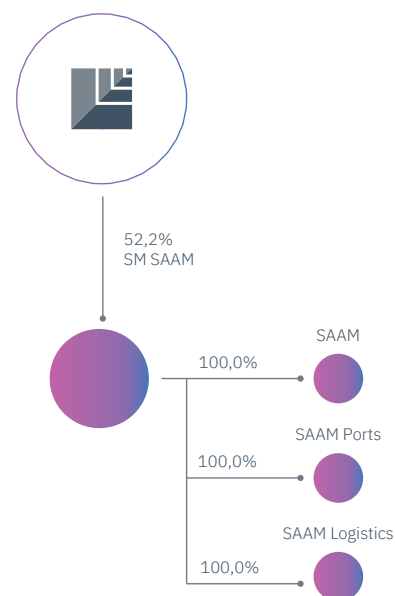 52,2%
SM SAAM
SAAM
100,0%
SAAM Ports
100,0%
SAAM Logistics
100,0%